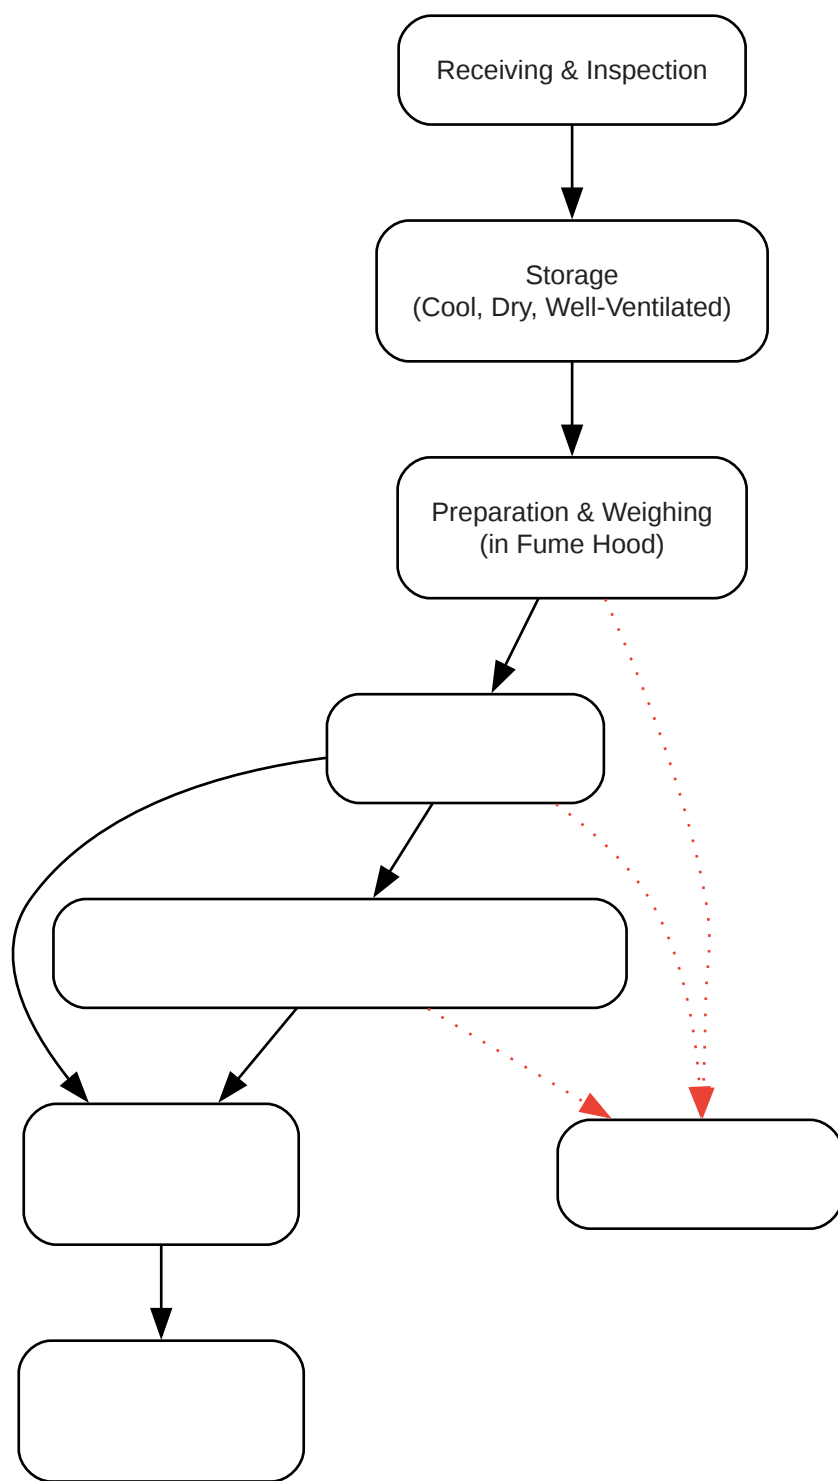 Receiving & Inspection
Storage
(Cool, Dry, Well-Ventilated)
Preparation & Weighing
(in Fume Hood)